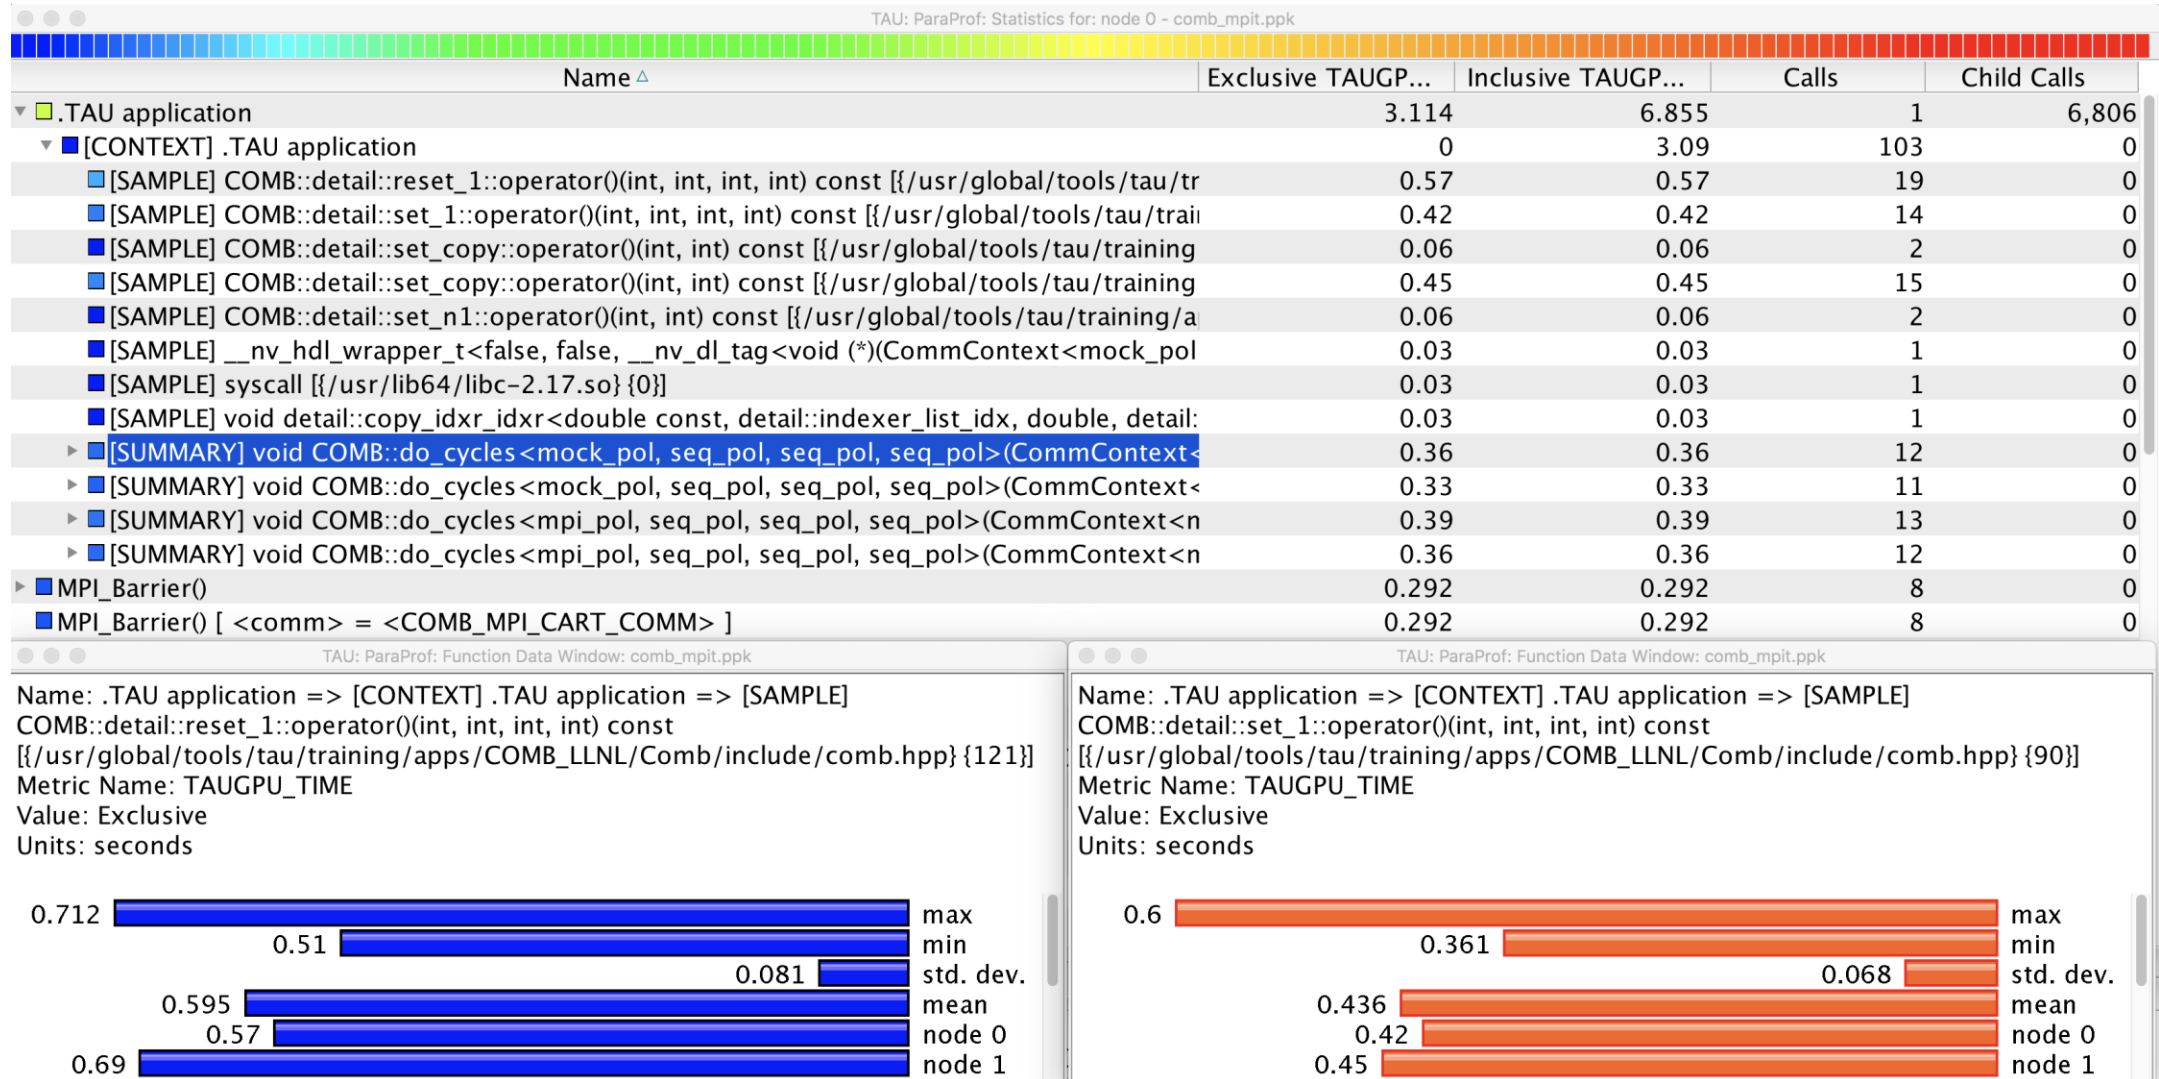 TAU: ParaProf: Statistics for: node 0 - comb_mpit.ppk
Name △ Exclusive TAUGP... Inclusive TAUGP... Calls Child Calls
.TAU application 3.114 6.855 1 6,806
[CONTEXT] .TAU application 0 3.09 103 0
[SAMPLE] COMB::detail::reset_1::operator()(int, int, int, int) const [{/usr/global/tools/tau/tr 0.57 0.57 19 0
[SAMPLE] COMB::detail::set_1::operator()(int, int, int, int) const [{/usr/global/tools/tau/trai 0.42 0.42 14 0
[SAMPLE] COMB::detail::set_copy::operator()(int, int) const [{/usr/global/tools/tau/training 0.06 0.06 2 0
[SAMPLE] COMB::detail::set_copy::operator()(int, int) const [{/usr/global/tools/tau/training 0.45 0.45 15 0
[SAMPLE] COMB::detail::set_n1::operator()(int, int) const [{/usr/global/tools/tau/training/a 0.06 0.06 2 0
[SAMPLE] __nv_hdl_wrapper_t<false, false, __nv_dl_tag<void (*)(CommContext<mock_pol 0.03 0.03 1 0
[SAMPLE] syscall [{/usr/lib64/libc-2.17.so} {0}] 0.03 0.03 1 0
[SAMPLE] void detail::copy_idxr_idxr<double const, detail::indexer_list_idx, double, detail: 0.03 0.03 1 0
[SUMMARY] void COMB::do_cycles<mock_pol, seq_pol, seq_pol, seq_pol>(CommContext< 0.36 0.36 12 0
[SUMMARY] void COMB::do_cycles<mock_pol, seq_pol, seq_pol, seq_pol>(CommContext< 0.33 0.33 11 0
[SUMMARY] void COMB::do_cycles<mpi_pol, seq_pol, seq_pol, seq_pol>(CommContext<n 0.39 0.39 13 0
[SUMMARY] void COMB::do_cycles<mpi_pol, seq_pol, seq_pol, seq_pol>(CommContext<n 0.36 0.36 12 0
MPI_Barrier() 0.292 0.292 8 0
MPI_Barrier() [ <comm> = <COMB_MPI_CART_COMM> ] 0.292 0.292 8 0
TAU: ParaProf: Function Data Window: comb_mpit.ppk
Name: .TAU application => [CONTEXT] .TAU application => [SAMPLE]
COMB::detail::reset_1::operator()(int, int, int, int) const
[{/usr/global/tools/tau/training/apps/COMB_LLNL/Comb/include/comb.hpp} {121}]
Metric Name: TAUGPU_TIME
Value: Exclusive
Units: seconds
0.712 max
0.51 min
0.081 std. dev.
0.595 mean
0.57 node 0
0.69 node 1
TAU: ParaProf: Function Data Window: comb_mpit.ppk
Name: .TAU application => [CONTEXT] .TAU application => [SAMPLE]
COMB::detail::set_1::operator()(int, int, int, int) const
[{/usr/global/tools/tau/training/apps/COMB_LLNL/Comb/include/comb.hpp} {90}]
Metric Name: TAUGPU_TIME
Value: Exclusive
Units: seconds
0.6 max
0.361 min
0.068 std. dev.
0.436 mean
0.42 node 0
0.45 node 1